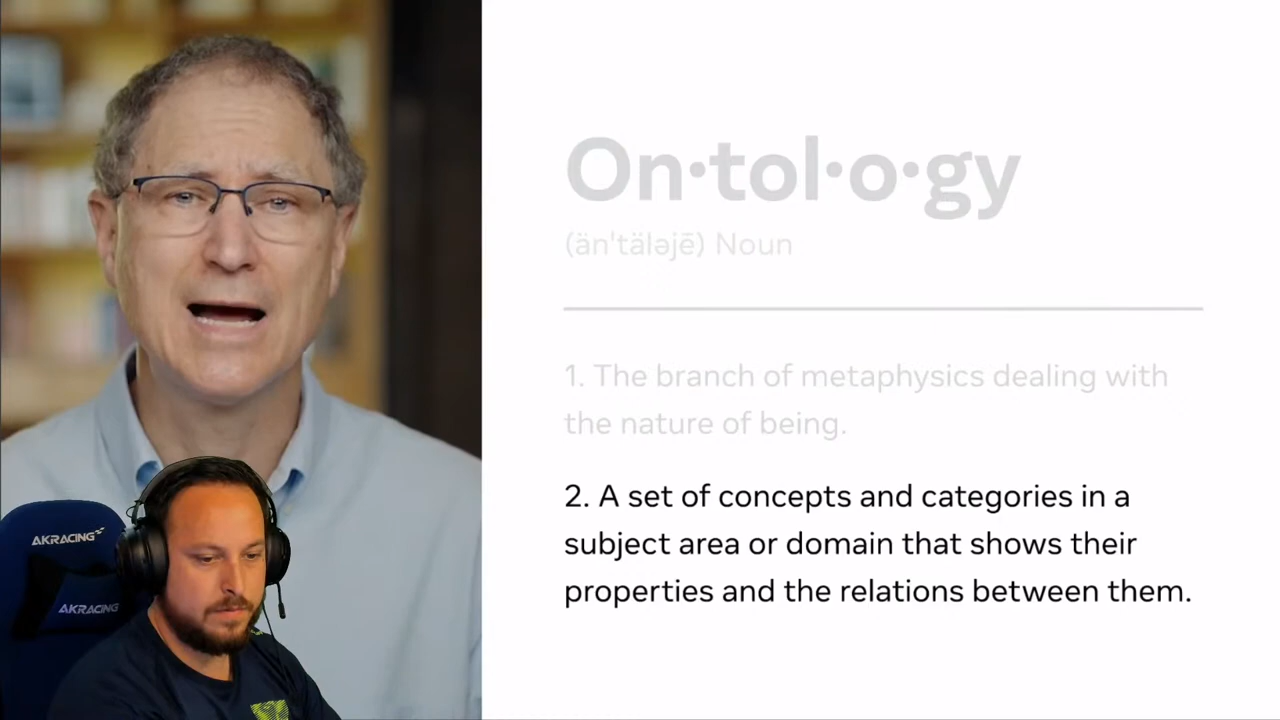 On·tol·o·gy
(än'täləjē) Noun
1. The branch of metaphysics dealing with
the nature of being.
2. A set of concepts and categories in a
subject area or domain that shows their
properties and the relations between them.
AKRACING
AKRACING